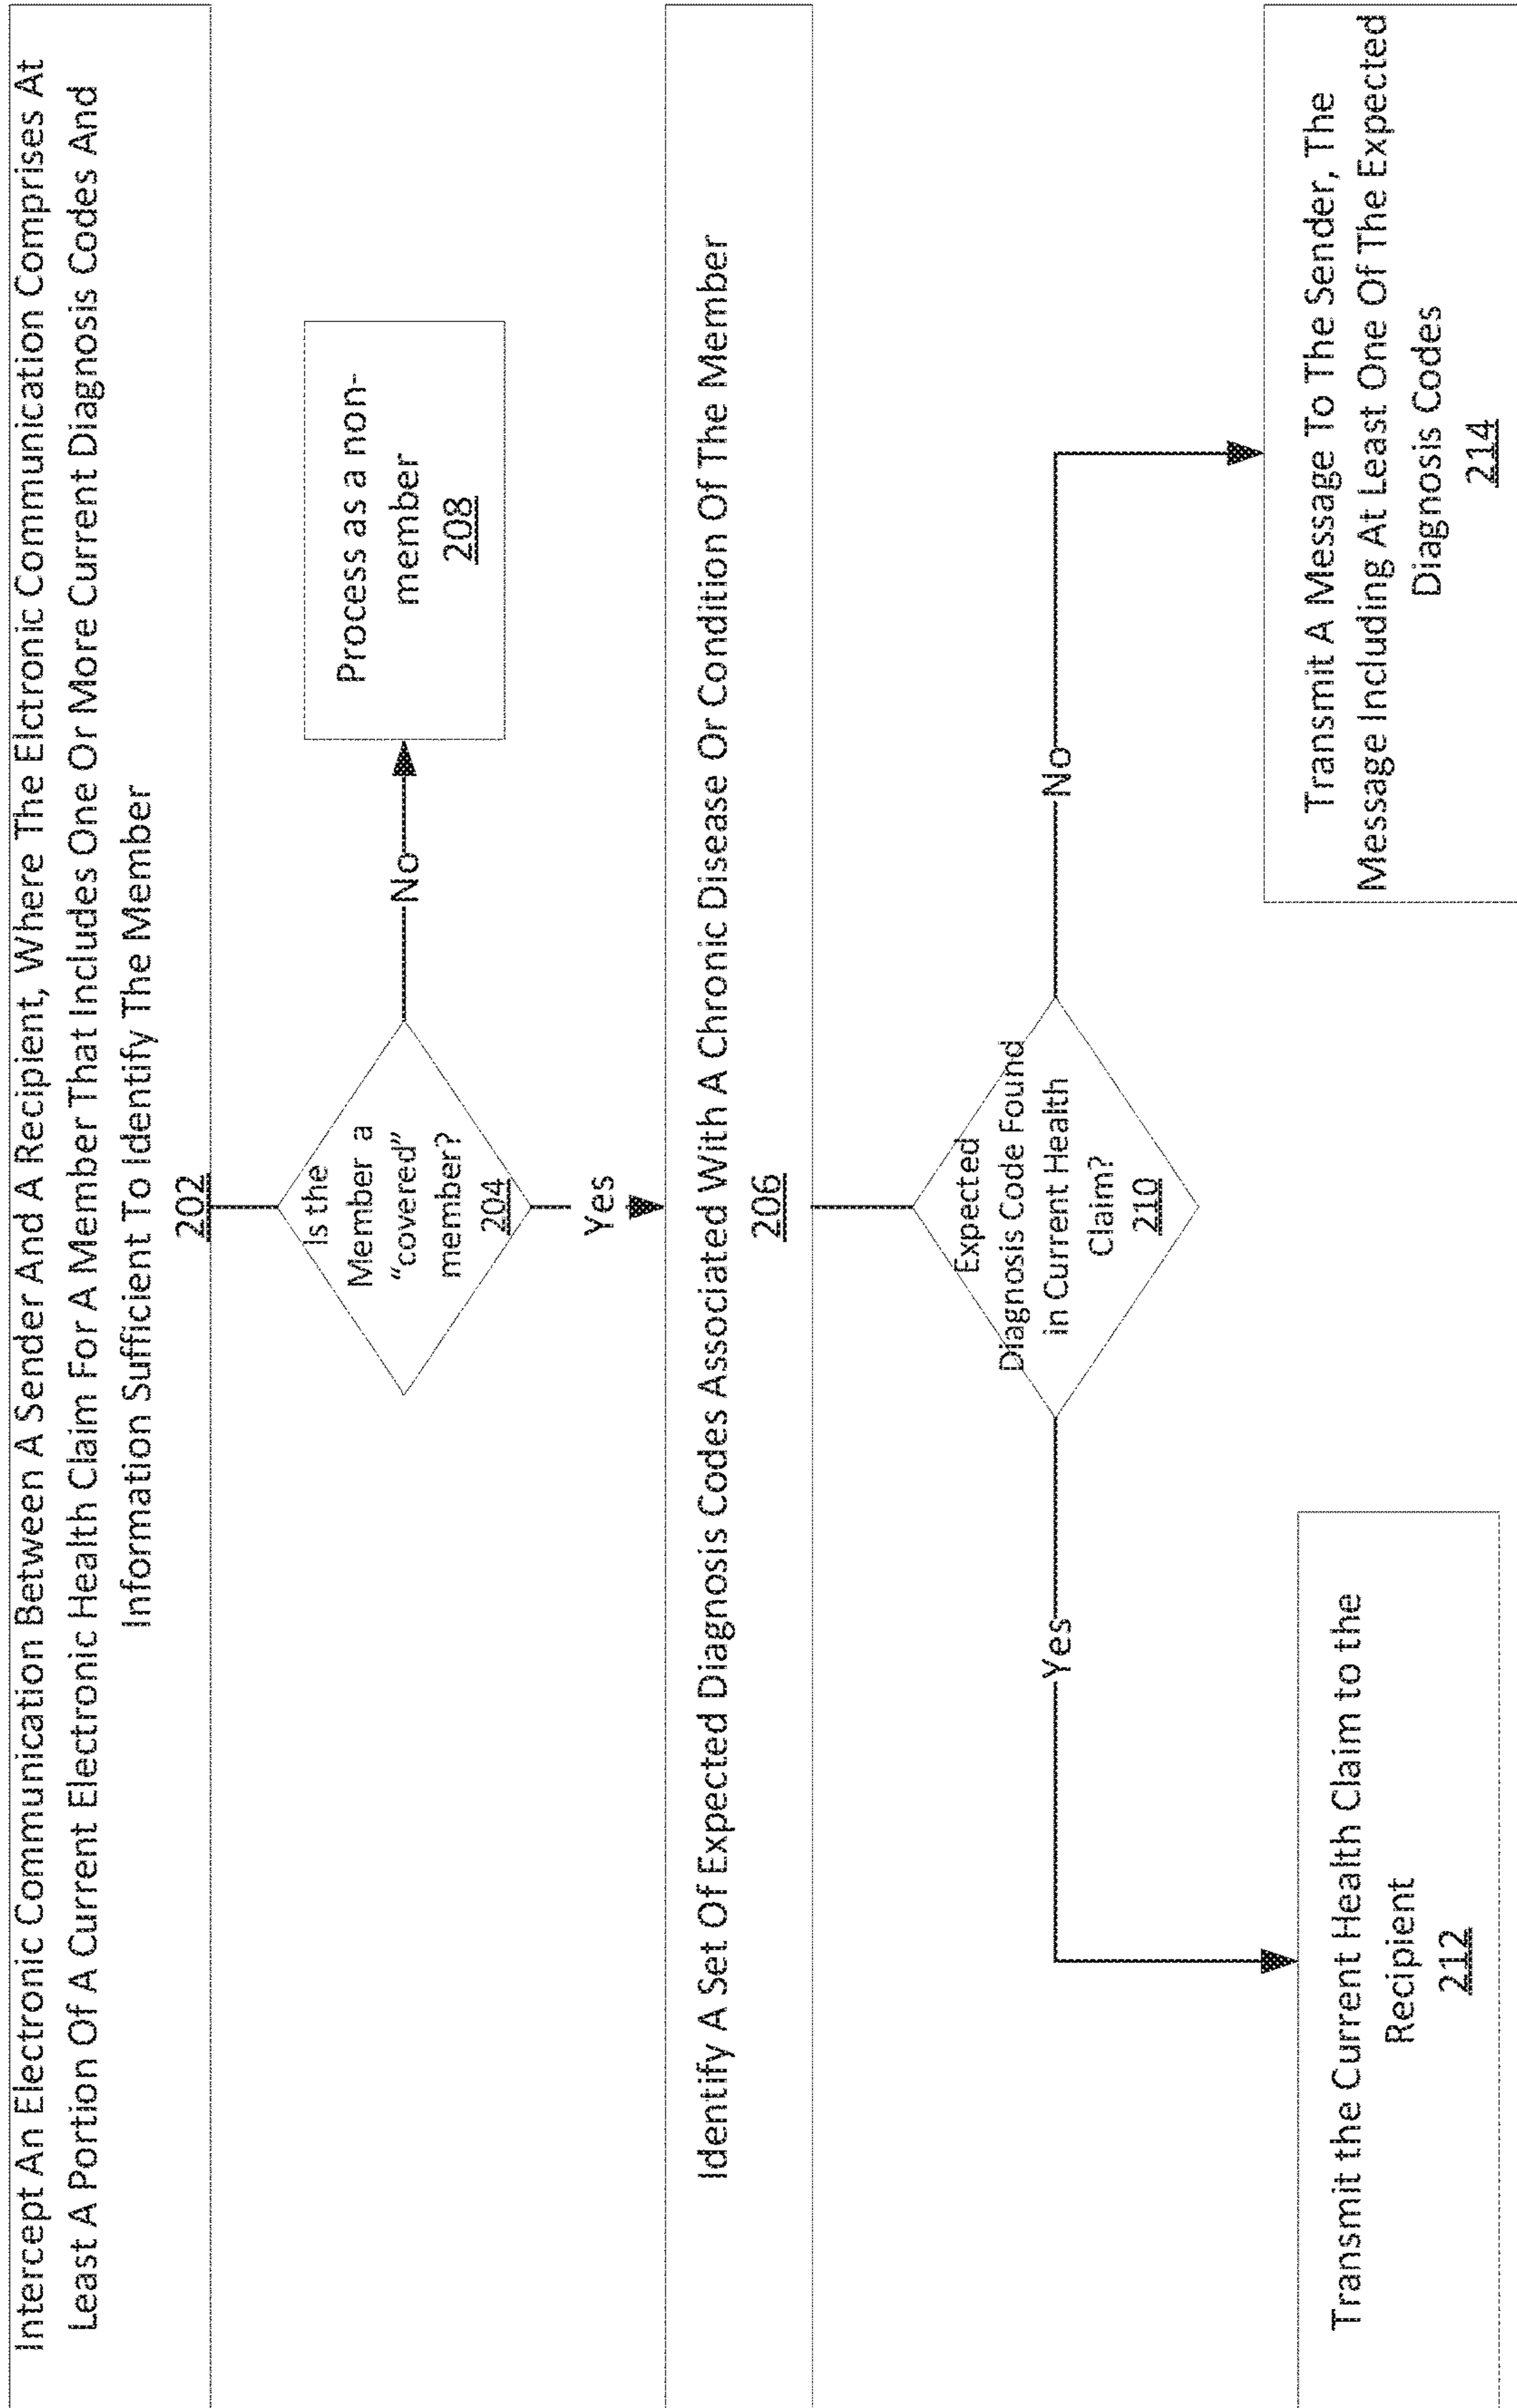 Intercept An Electronic Communication Between A Sender And A Recipient, Where The Elctronic Communication Comprises At
Least A Portion Of A Current Electronic Health Claim For A Member That Includes One Or More Current Diagnosis Codes And
Information Sufficient To Identify The Member
202
Is the
Member a
“covered”
member?
204
No
Process as a non-
member
208
Yes
Identify A Set Of Expected Diagnosis Codes Associated With A Chronic Disease Or Condition Of The Member
206
Expected
Diagnosis Code Found
in Current Health
Claim?
210
Yes
No
Transmit the Current Health Claim to the
Recipient
212
Transmit A Message To The Sender, The
Message Including At Least One Of The Expected
Diagnosis Codes
214